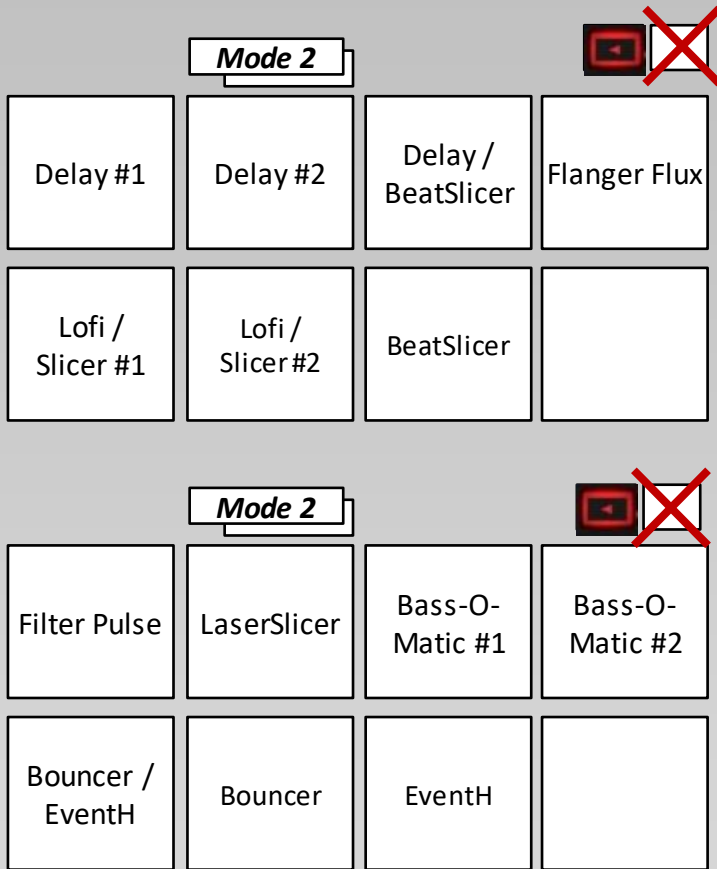 Mode 2
Delay #1
Delay #2
Delay /
BeatSlicer
Flanger Flux
Lofi /
Slicer #1
Lofi /
Slicer #2
BeatSlicer
Mode 2
Filter Pulse
LaserSlicer
Bass-O-
Matic #1
Bass-O-
Matic #2
Bouncer /
EventH
Bouncer
EventH